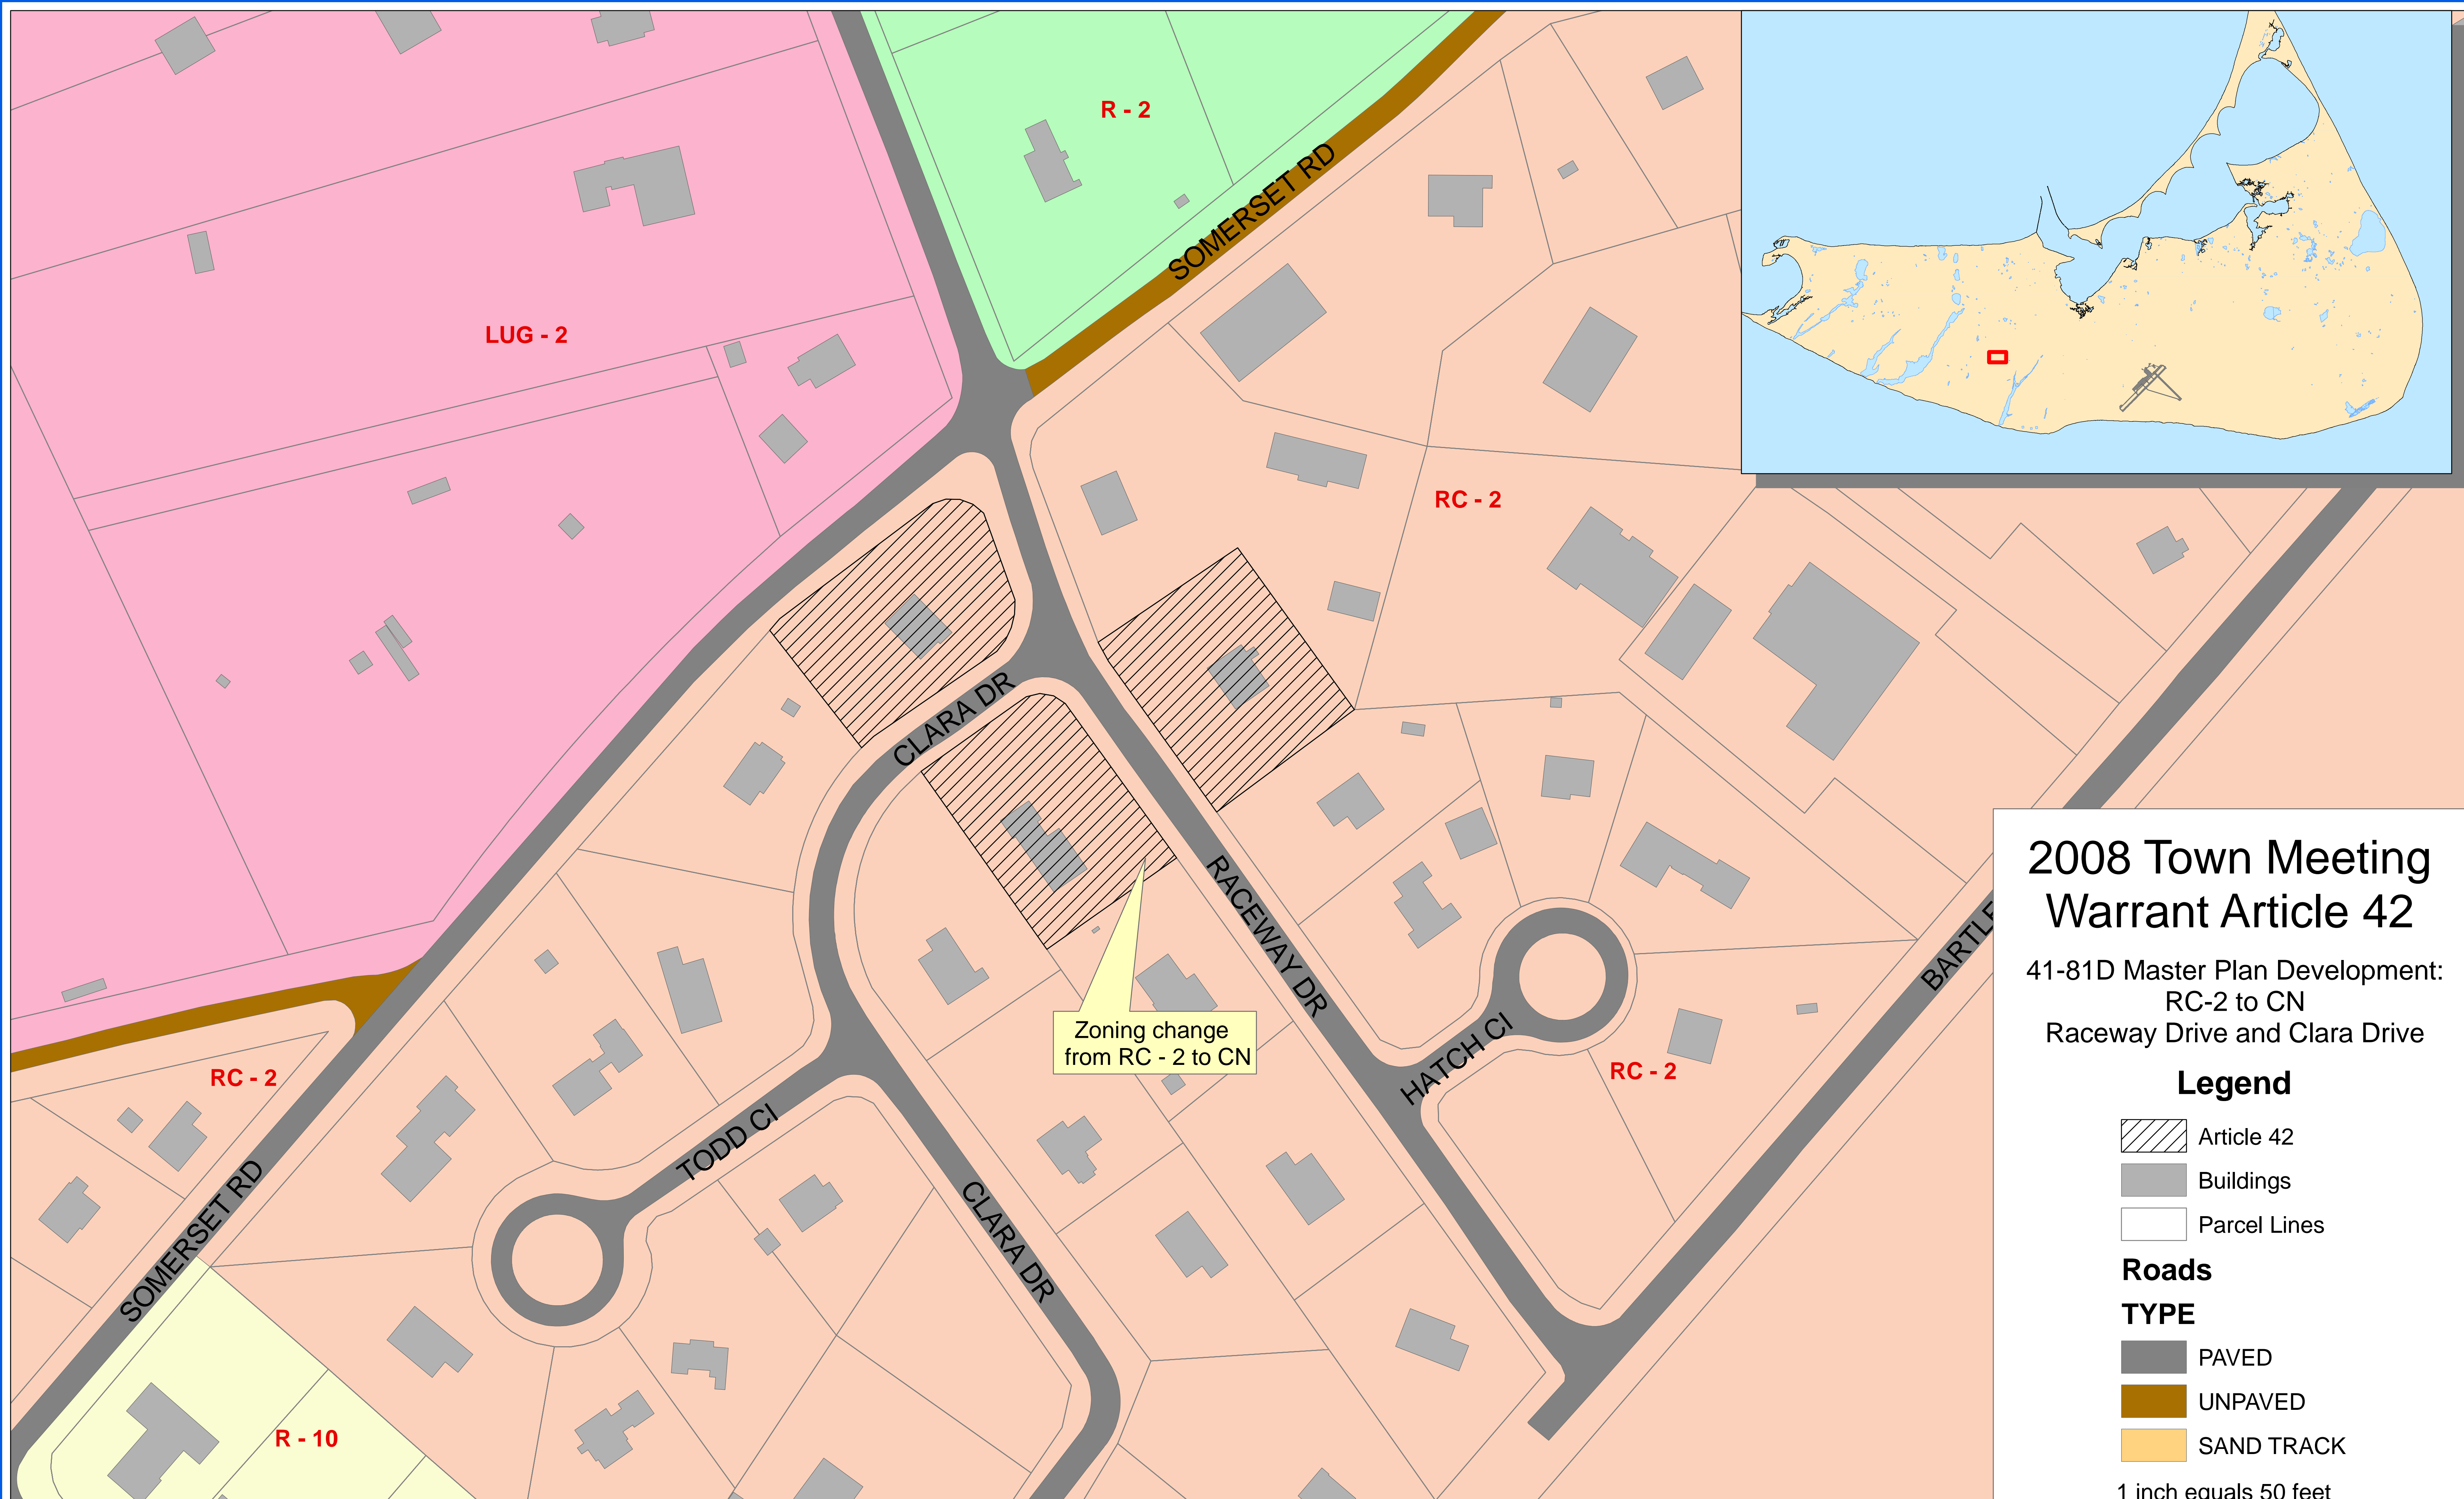 R - 2
SOMERSET RD
LUG - 2
RC - 2
CLARA DR
RACEWAY DR
Zoning change
from RC - 2 to CN
HATCH CI
RC - 2
RC - 2
TODD CI
CLARA DR
SOMERSET RD
R - 10
2008 Town Meeting
Warrant Article 42
41-81D Master Plan Development:
RC-2 to CN
Raceway Drive and Clara Drive
Legend
Article 42
Buildings
Parcel Lines
Roads
TYPE
PAVED
UNPAVED
SAND TRACK
1 inch equals 50 feet